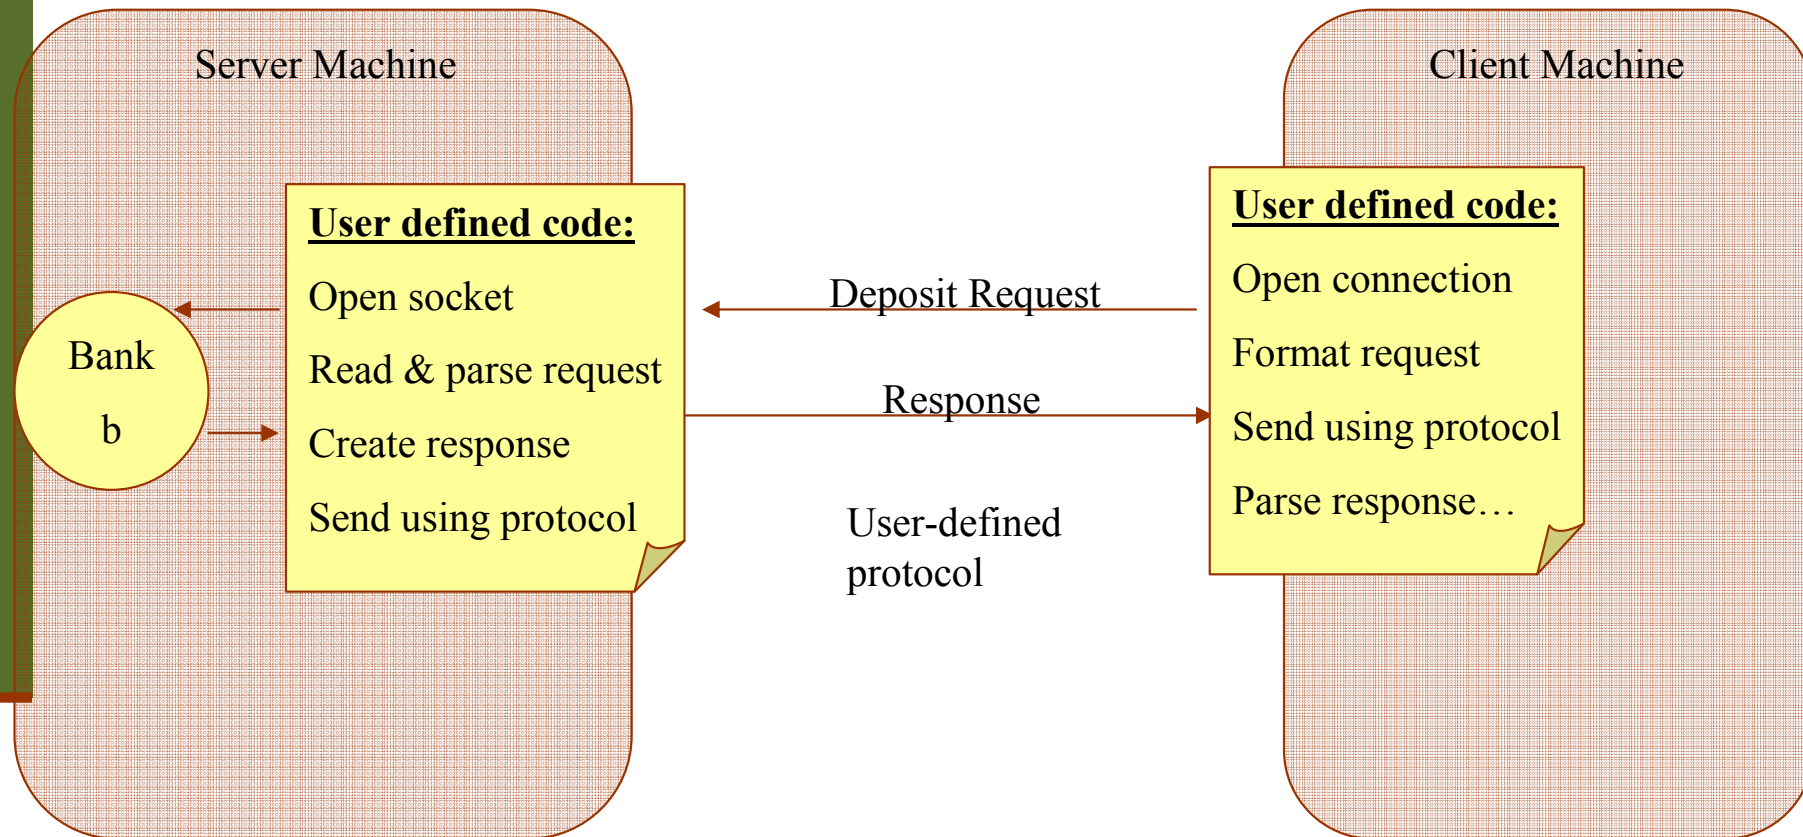 Server Machine
Client Machine
User defined code:
Open socket
Read & parse request
Create response
Send using protocol
Bank
b
Deposit Request
Response
User-defined
protocol
User defined code:
Open connection
Format request
Send using protocol
Parse response…